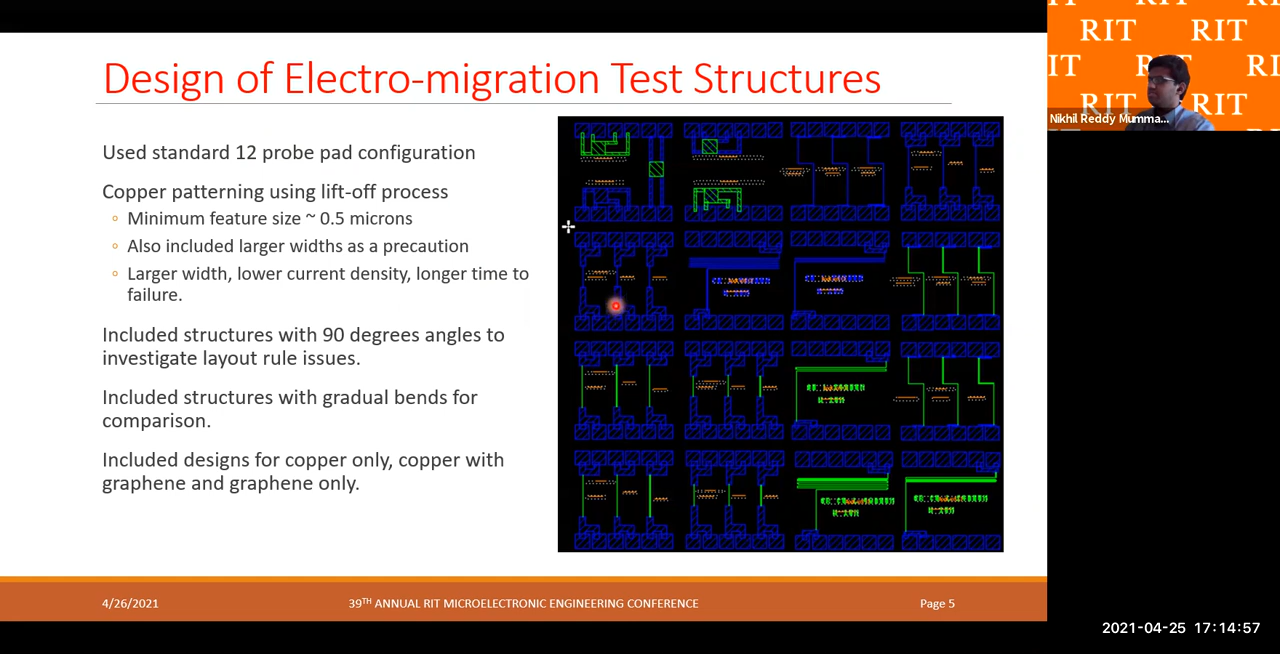 Design of Electro-migration Test Structures
Used standard 12 probe pad configuration
Copper patterning using lift-off process
Minimum feature size ~ 0.5 microns
Also included larger widths as a precaution
Larger width, lower current density, longer time to
failure.
Included structures with 90 degrees angles to
investigate layout rule issues.
Included structures with gradual bends for
comparison.
Included designs for copper only, copper with
graphene and graphene only.
4/26/2021
39TH ANNUAL RIT MICROELECTRONIC ENGINEERING CONFERENCE
Page 5
RIT RIT
RIT
RIT RIT
Nikhil Reddy Mumma...
2021-04-25 17:14:57